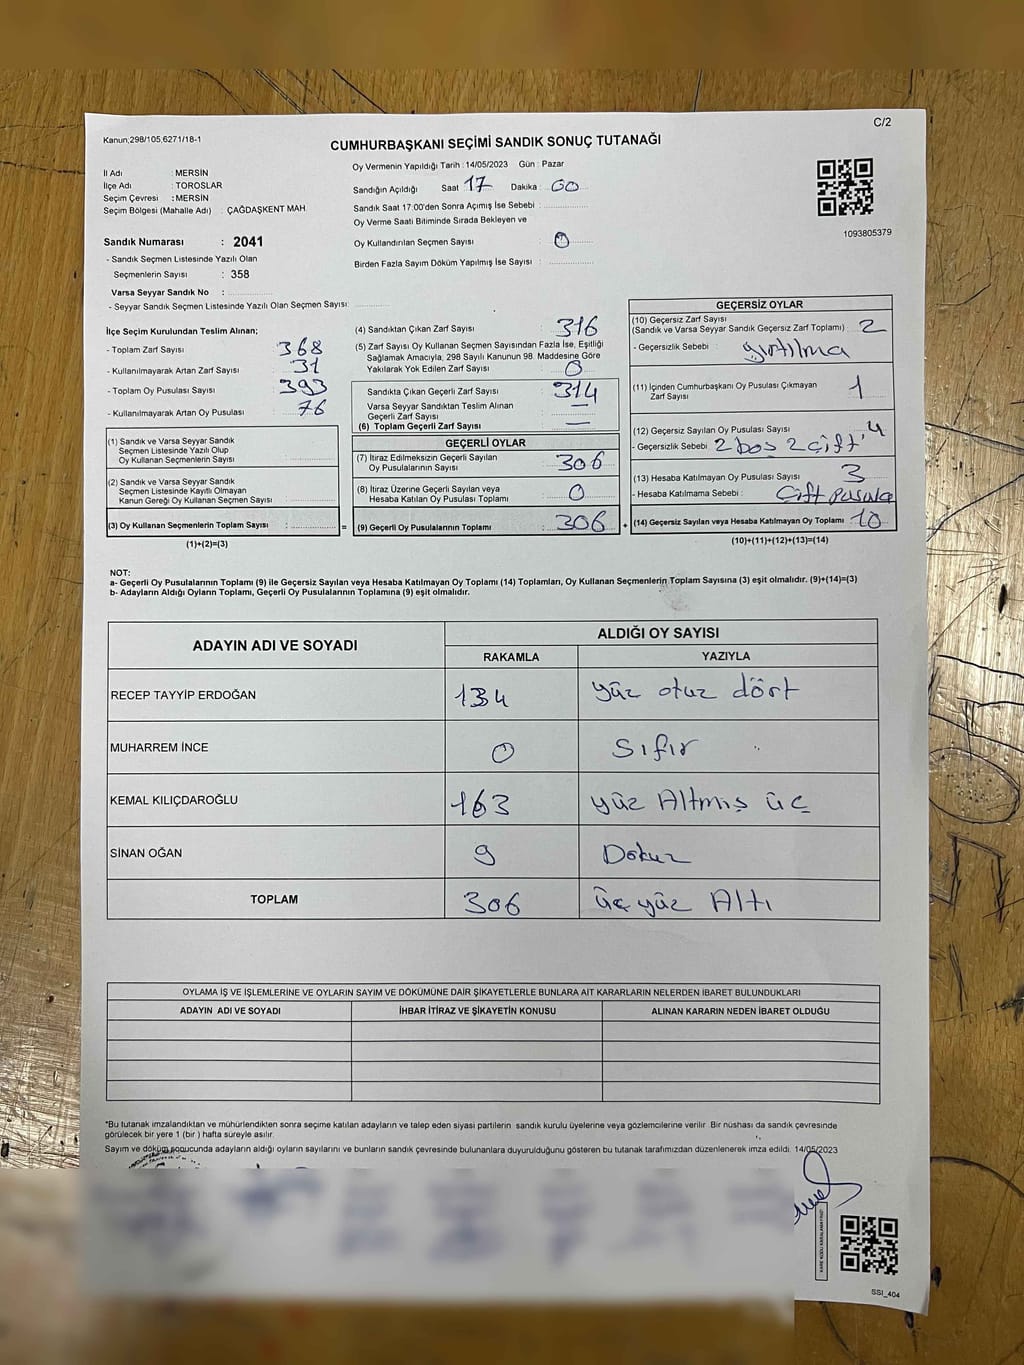 C/2
Kanun,298/105,6271/18-1
CUMHURBAŞKANI SEÇİMİ SANDIK SONUÇ TUTANAĞI
İl Adı : MERSİN
İlçe Adı : TOROSLAR
Seçim Çevresi : MERSİN
Seçim Bölgesi (Mahalle Adı) : ÇAĞDAŞKENT MAH.
Sandık Numarası : 2041
- Sandık Seçmen Listesinde Yazılı Olan
Seçmenlerin Sayısı : 358
Varsa Seyyar Sandık No :
- Seyyar Sandık Seçmen Listesinde Yazılı Olan Seçmen Sayısı:
Oy Vermenin Yapıldığı Tarih : 14/05/2023 Gün : Pazar
Sandığın Açıldığı Saat 17 Dakika : 00
Sandık Saat 17:00'den Sonra Açımış İse Sebebi :
Oy Verme Saati Bitiminde Sırada Bekleyen ve
Oy Kullandırılan Seçmen Sayısı : 0
Birden Fazla Sayım Döküm Yapılmış İse Sayısı :
1093805379
İlçe Seçim Kurulundan Teslim Alınan;
- Toplam Zarf Sayısı : 368
- Kullanılmayarak Artan Zarf Sayısı : 31
- Toplam Oy Pusulası Sayısı : 393
- Kullanılmayarak Artan Oy Pusulası : 76
(1) Sandık ve Varsa Seyyar Sandık
Seçmen Listesinde Yazılı Olup
Oy Kullanan Seçmenlerin Sayısı :
(2) Sandık ve Varsa Seyyar Sandık
Seçmen Listesinde Kayıtlı Olmayan
Kanun Gereği Oy Kullanan Seçmen Sayısı :
(3) Oy Kullanan Seçmenlerin Toplam Sayısı : =
(1)+(2)=(3)
(4) Sandıktan Çıkan Zarf Sayısı : 316
(5) Zarf Sayısı Oy Kullanan Seçmen Sayısından Fazla İse, Eşitliği
Sağlamak Amacıyla, 298 Sayılı Kanunun 98. Maddesine Göre
Yakılarak Yok Edilen Zarf Sayısı : 0
Sandıkta Çıkan Geçerli Zarf Sayısı : 314
Varsa Seyyar Sandıktan Teslim Alınan
Geçerli Zarf Sayısı : —
(6) Toplam Geçerli Zarf Sayısı : —
GEÇERLİ OYLAR
(7) İtiraz Edilmeksizin Geçerli Sayılan
Oy Pusulalarının Sayısı : 306
(8) İtiraz Üzerine Geçerli Sayılan veya
Hesaba Katılan Oy Pusulası Toplamı : 0
(9) Geçerli Oy Pusulalarının Toplamı : 306 +
GEÇERSİZ OYLAR
(10) Geçersiz Zarf Sayısı
(Sandık ve Varsa Seyyar Sandık Geçersiz Zarf Toplamı) : 2
- Geçersizlik Sebebi : yırtılma
(11) İçinden Cumhurbaşkanı Oy Pusulası Çıkmayan
Zarf Sayısı : 1
(12) Geçersiz Sayılan Oy Pusulası Sayısı : 4
- Geçersizlik Sebebi 2 boş 2 çift
(13) Hesaba Katılmayan Oy Pusulası Sayısı : 3
- Hesaba Katılmama Sebebi : Çift pusula
(14) Geçersiz Sayılan veya Hesaba Katılmayan Oy Toplamı : 10
(10)+(11)+(12)+(13)=(14)
NOT:
a- Geçerli Oy Pusulalarının Toplamı (9) ile Geçersiz Sayılan veya Hesaba Katılmayan Oy Toplamı (14) Toplamları, Oy Kullanan Seçmenlerin Toplam Sayısına (3) eşit olmalıdır. (9)+(14)=(3)
b- Adayların Aldığı Oyların Toplamı, Geçerli Oy Pusulalarının Toplamına (9) eşit olmalıdır.
ADAYIN ADI VE SOYADI ALDIĞI OY SAYISI
RAKAMLA YAZIYLA
RECEP TAYYİP ERDOĞAN 134 yüz otuz dört
MUHARREM İNCE 0 Sıfır
KEMAL KILIÇDAROĞLU 163 yüz Altmış üç
SİNAN OĞAN 9 Dokuz
TOPLAM 306 üç yüz Altı
OYLAMA İŞ VE İŞLEMLERİNE VE OYLARIN SAYIM VE DÖKÜMÜNE DAİR ŞİKAYETLERLE BUNLARA AİT KARARLARIN NELERDEN İBARET BULUNDUKLARI
ADAYIN ADI VE SOYADI İHBAR İTİRAZ VE ŞİKAYETİN KONUSU ALINAN KARARIN NEDEN İBARET OLDUĞU
*Bu tutanak imzalandıktan ve mühürlendikten sonra seçime katılan adayların ve talep eden siyasi partilerin sandık kurulu üyelerine veya gözlemcilerine verilir. Bir nüshası da sandık çevresinde
görülecek bir yere 1 (bir) hafta süreyle asılır.
Sayım ve döküm sonucunda adayların aldığı oyların sayılarını ve bunların sandık çevresinde bulunanlara duyurulduğunu gösteren bu tutanak tarafımızdan düzenlenerek imza edildi. 14/05/2023
KARE KODU KARALAMAYINIZ!
SSI_404